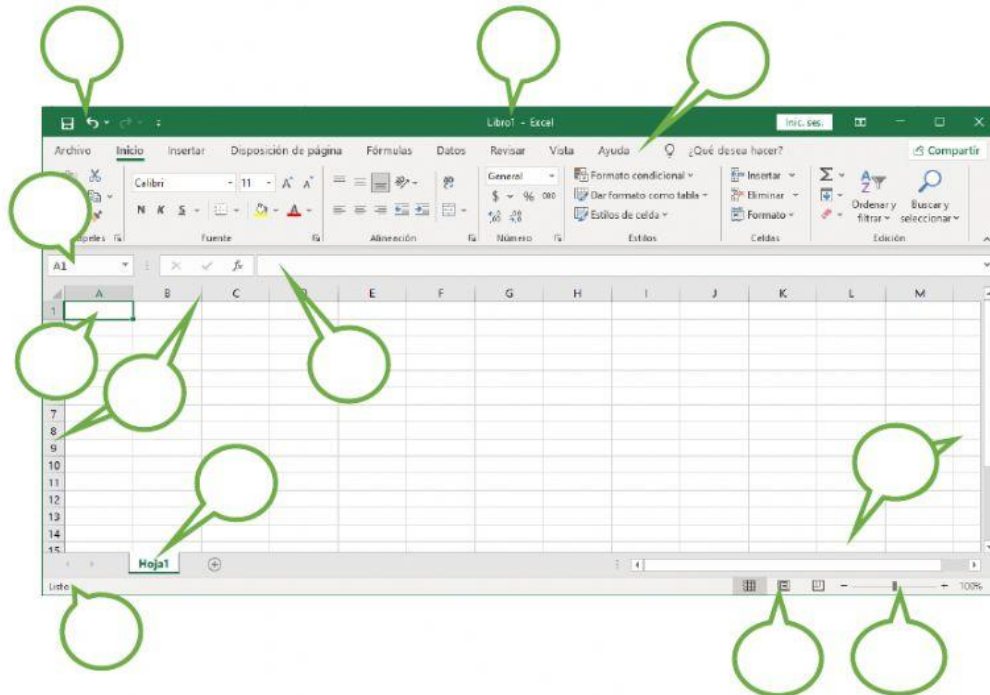 Libro1 - Excel
Inic. ses.
Archivo Inicio Insertar Disposición de página Fórmulas Datos Revisar Vista Ayuda ¿Qué desea hacer? Compartir
Calibri 11 A A General Formato condicional Insertar Σ
N K S A $ % 000 Dar formato como tabla Eliminar Ordenar y Buscar y
Estilos de celda Formato filtrar seleccionar
Fuente Alineación Número Estilos Celdas Edición
A1 fx
A B C E F G H I J K L M
1
7
8
9
10
11
12
13
14
15
Hoja1
Listo 100%